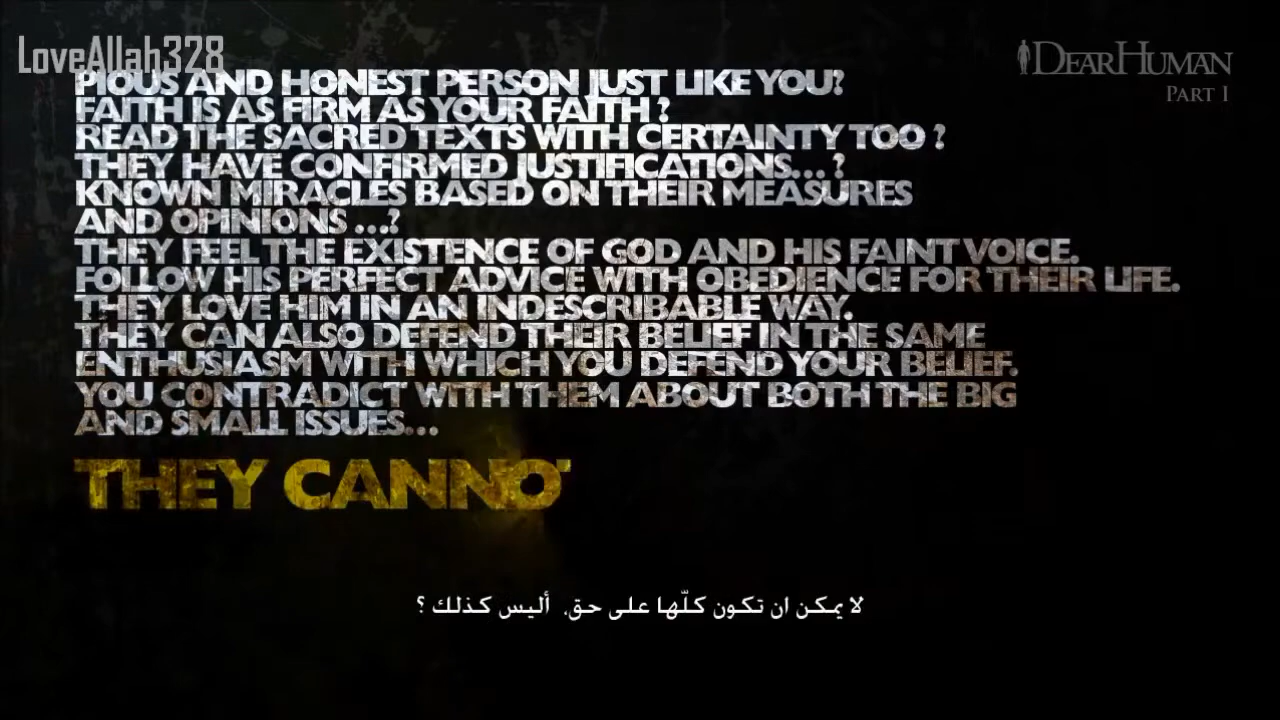 LoveAllah328
DEARHUMAN
PART I
PIOUS AND HONEST PERSON JUST LIKE YOU?
FAITH IS AS FIRM AS YOUR FAITH ?
READ THE SACRED TEXTS WITH CERTAINTY TOO ?
THEY HAVE CONFIRMED JUSTIFICATIONS... ?
KNOWN MIRACLES BASED ON THEIR MEASURES
AND OPINIONS ...?
THEY FEEL THE EXISTENCE OF GOD AND HIS FAINT VOICE.
FOLLOW HIS PERFECT ADVICE WITH OBEDIENCE FOR THEIR LIFE.
THEY LOVE HIM IN AN INDESCRIBABLE WAY.
THEY CAN ALSO DEFEND THEIR BELIEF IN THE SAME
ENTHUSIASM WITH WHICH YOU DEFEND YOUR BELIEF.
YOU CONTRADICT WITH THEM ABOUT BOTH THE BIG
AND SMALL ISSUES...
THEY CANNO
لا يمكن ان تكون كلّها على حق، أليس كذلك ؟